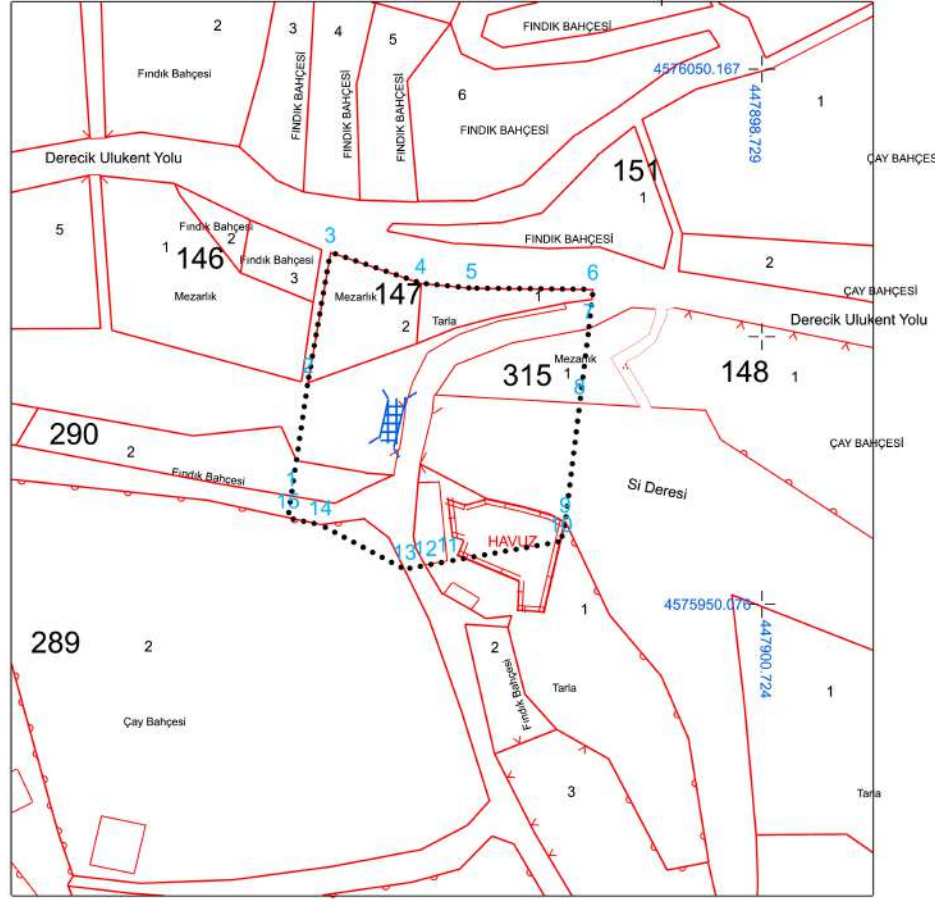 2
3
4
5
FINDIK BAHÇESİ
4576050.167
Fındık Bahçesi
FINDIK BAHÇESİ
FINDIK BAHÇESİ
FINDIK BAHÇESİ
6
447898.729
1
FINDIK BAHÇESİ
Derecik Ulukent Yolu
ÇAY BAHÇES
151
1
5
Fındık Bahçesi
1
2
146
3
FINDIK BAHÇESİ
Fındık Bahçesi
3
4
5
6
2
Mezarlık
Mezarlık
147
1
ÇAY BAHÇESİ
7
2
Tarla
Derecik Ulukent Yolu
2
315
Mezarlık
1
148
1
8
290
2
ÇAY BAHÇESİ
Fındık Bahçesi
1
Si Deresi
15
14
9
10
HAVUZ
13
12
11
4575950.076
1
447900.724
289
2
2
Fındık Bahçesi
Tarla
1
Çay Bahçesi
3
Tarla